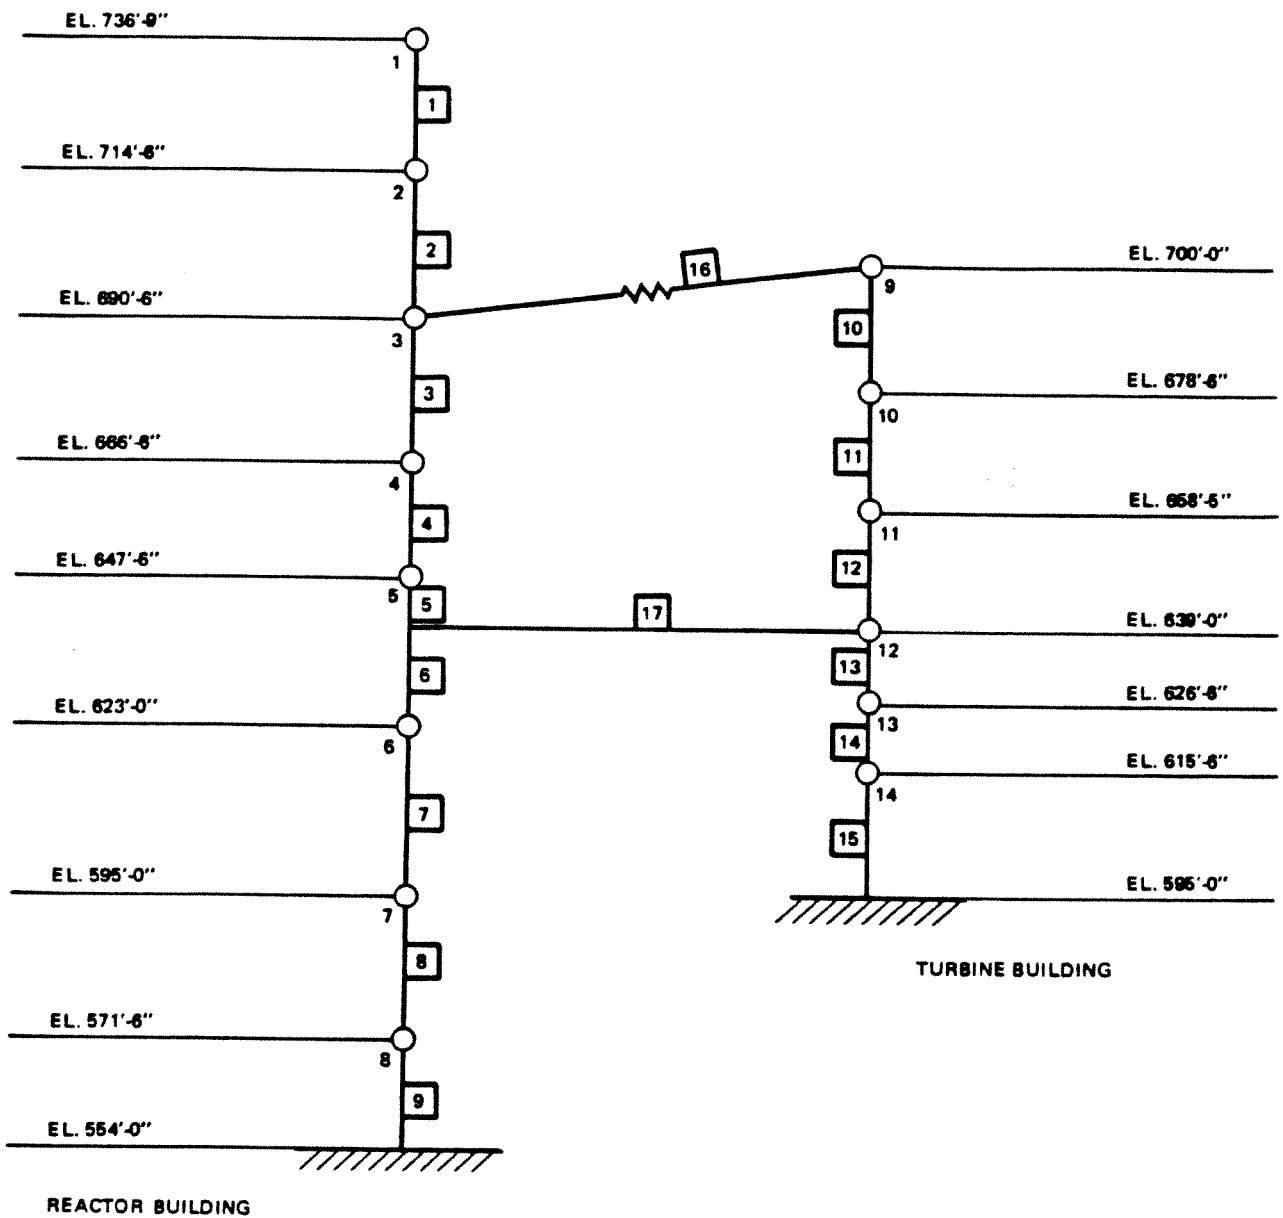 EL. 736'-9"
1
1
EL. 714'-6"
2
2
EL. 700'-0"
16
9
EL. 690'-6"
3
10
3
EL. 678'-6"
10
EL. 666'-6"
4
11
4
EL. 658'-6"
11
EL. 647'-6"
5
5
12
17
EL. 639'-0"
12
6
13
EL. 626'-6"
13
EL. 623'-0"
6
14
EL. 615'-6"
14
7
15
EL. 595'-0"
7
EL. 595'-0"
8
TURBINE BUILDING
EL. 571'-6"
8
9
EL. 554'-0"
REACTOR BUILDING